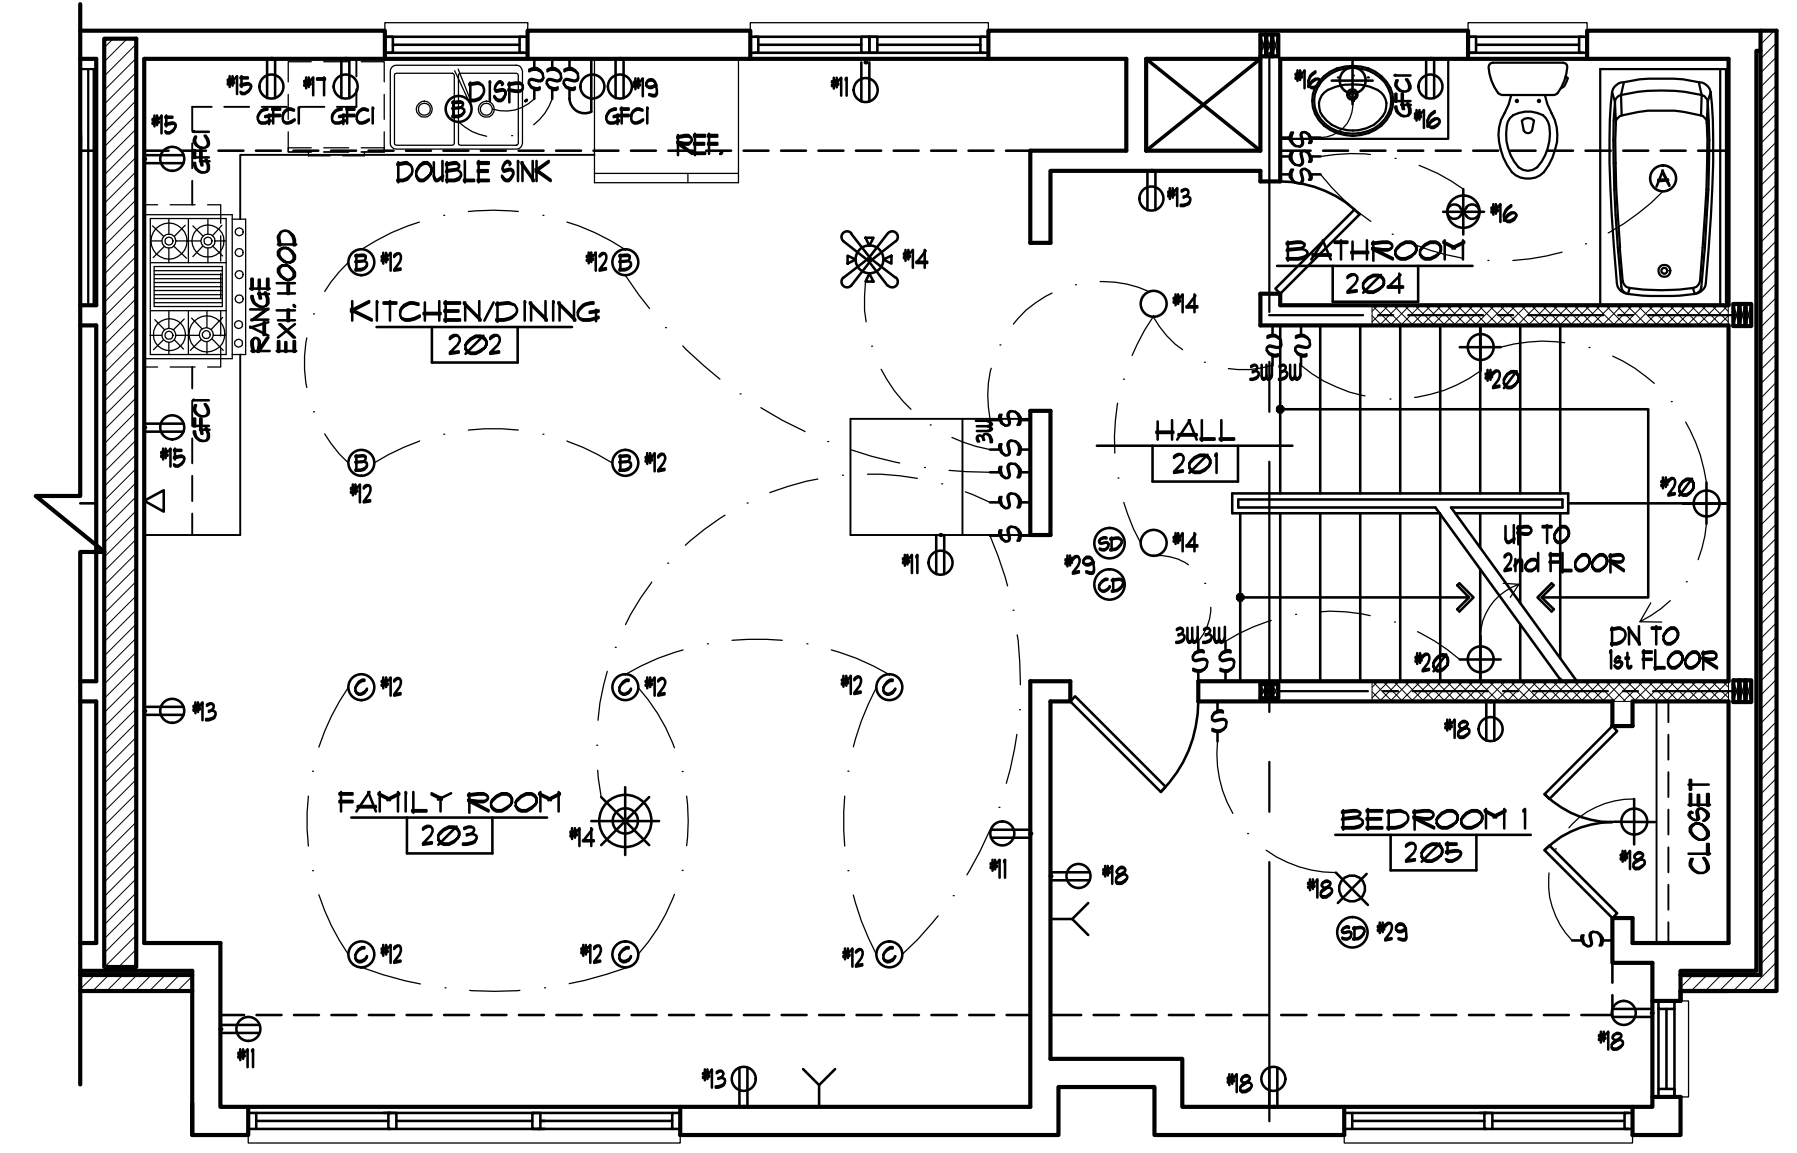 #15
#17
DISP.
B
#19
#1
#6
GFCI
GFCI
GFCI
GFCI
#16
#15
GFCI
REF.
DOUBLE SINK
A
#13
#6
RANGE
EXH. HOOD
B
#12
#12
B
#14
BATHROOM
204
KITCHEN/DINING
202
#14
3W
3W
#20
GFCI
#15
3W
HALL
201
B
#12
B
#12
#20
UP TO
2nd FLOOR
#1
SD
#29
CD
#14
3W
3W
S
S
#20
DN TO
1st FLOOR
C
#12
C
#12
#12
C
#13
S
#18
FAMILY ROOM
203
#14
#1
BEDROOM 1
205
#18
CLOSET
#18
#18
SD
#29
C
#12
#12
C
#12
C
S
#1
#18
#13
#18